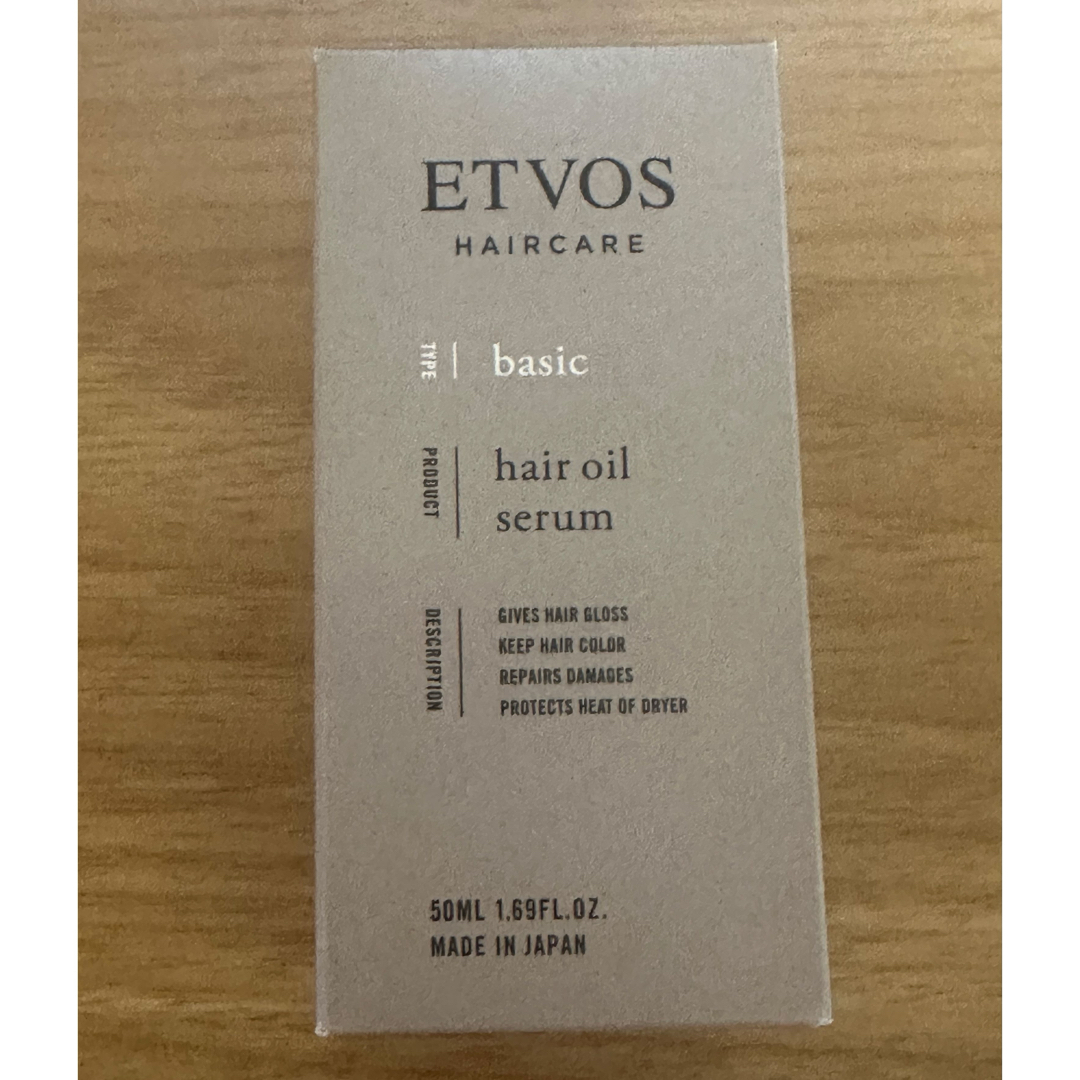 ETVOS
HAIRCARE
TYPE
basic
PRODUCT
hair oil
serum
DESCRIPTION
GIVES HAIR GLOSS
KEEP HAIR COLOR
REPAIRS DAMAGES
PROTECTS HEAT OF DRYER
50ML 1.69FL.OZ.
MADE IN JAPAN